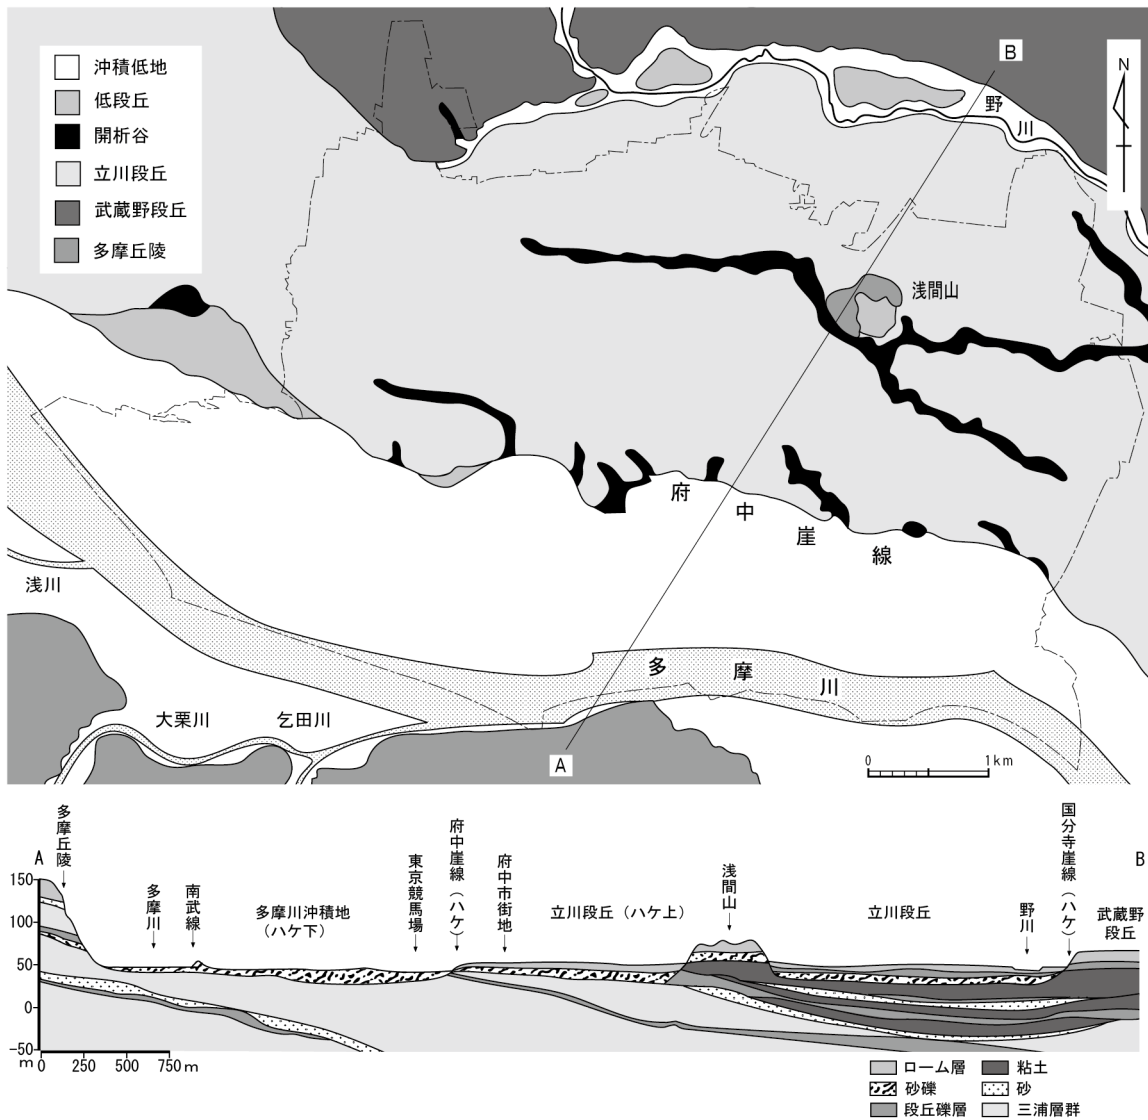 沖積低地
低段丘
開析谷
立川段丘
武蔵野段丘
多摩丘陵
B
N
野川
浅間山
府中崖線
浅川
多摩川
大栗川
乞田川
A
0 1km
A
多摩丘陵
多摩川
南武線
多摩川沖積地
(ハケ下)
東京競馬場
府中崖線(ハケ)
府中市街地
立川段丘(ハケ上)
浅間山
立川段丘
野川
国分寺崖線(ハケ)
武蔵野
段丘
B
150
100
50
0
-50
m 0 250 500 750 m
ローム層
砂礫
段丘礫層
粘土
砂
三浦層群